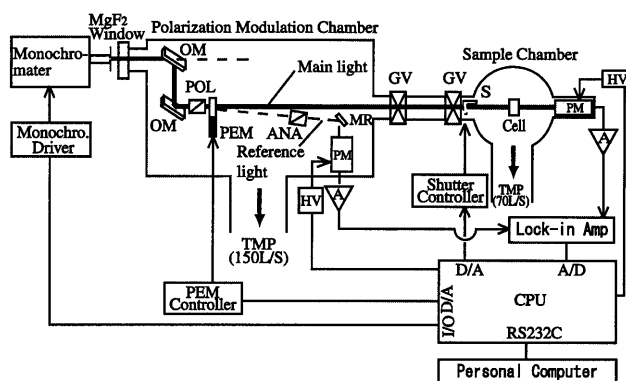 MgF2
Window
Polarization Modulation Chamber
Monochro-
mater
OM
Main light
GV
GV
Sample Chamber
S
HV
POL
PM
OM
PEM
ANA
MR
Cell
Monochro.
Driver
Reference
light
PM
A
Shutter
Controller
TMP
(70L/S)
HV
A
Lock-in Amp
TMP
(150L/S)
D/A
A/D
PEM
Controller
I/O D/A
CPU
RS232C
Personal Computer